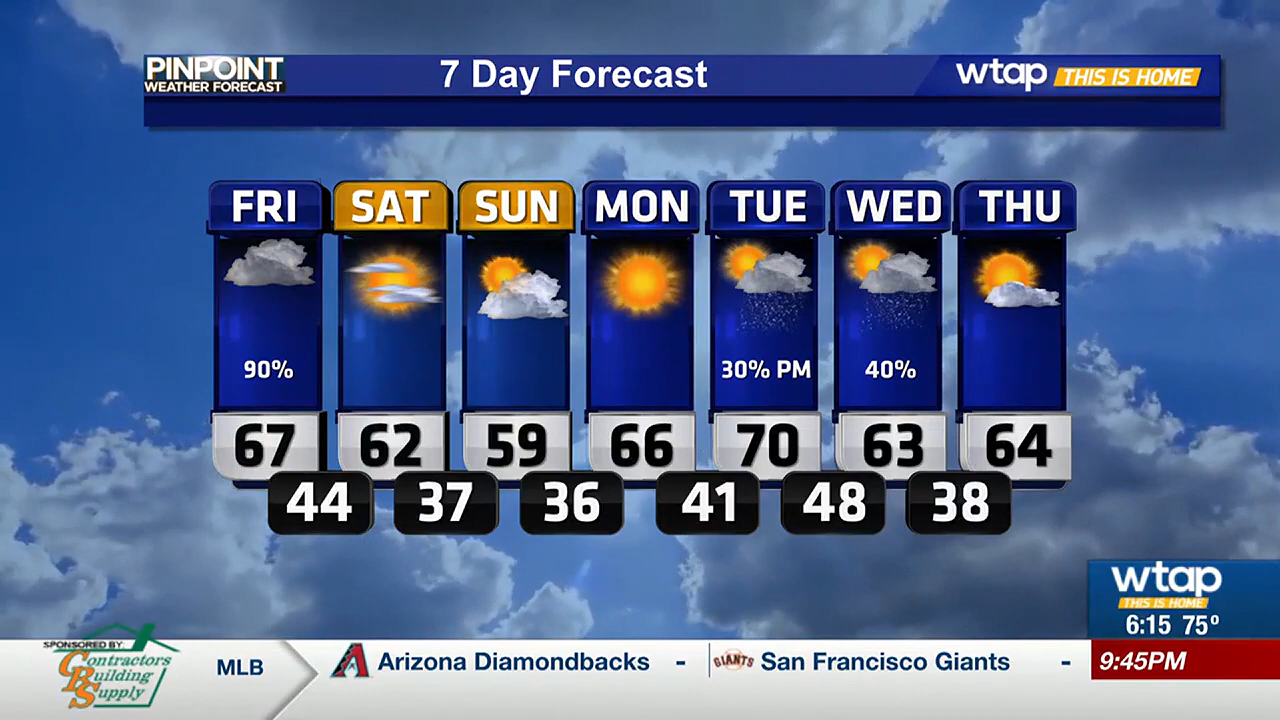 PINPOINT
WEATHER FORECAST
7 Day Forecast
wtap THIS IS HOME
FRI SAT SUN MON TUE WED THU
90% 30% PM 40%
67 62 59 66 70 63 64
44 37 36 41 48 38
wtap
THIS IS HOME
6:15 75°
SPONSORED BY:
Contractors
Building
Supply
MLB
Arizona Diamondbacks - GIANTS San Francisco Giants - 9:45PM